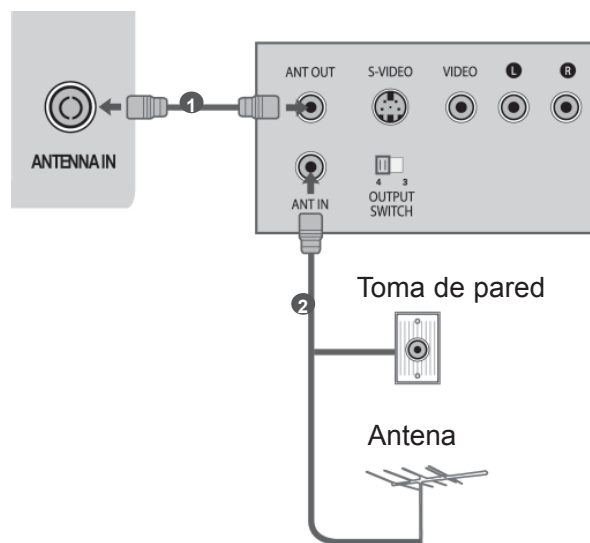 ANT OUT S-VIDEO VIDEO L R
1
ANTENNA IN
4 3
ANT IN
OUTPUT
SWITCH
2
Toma de pared
Antena